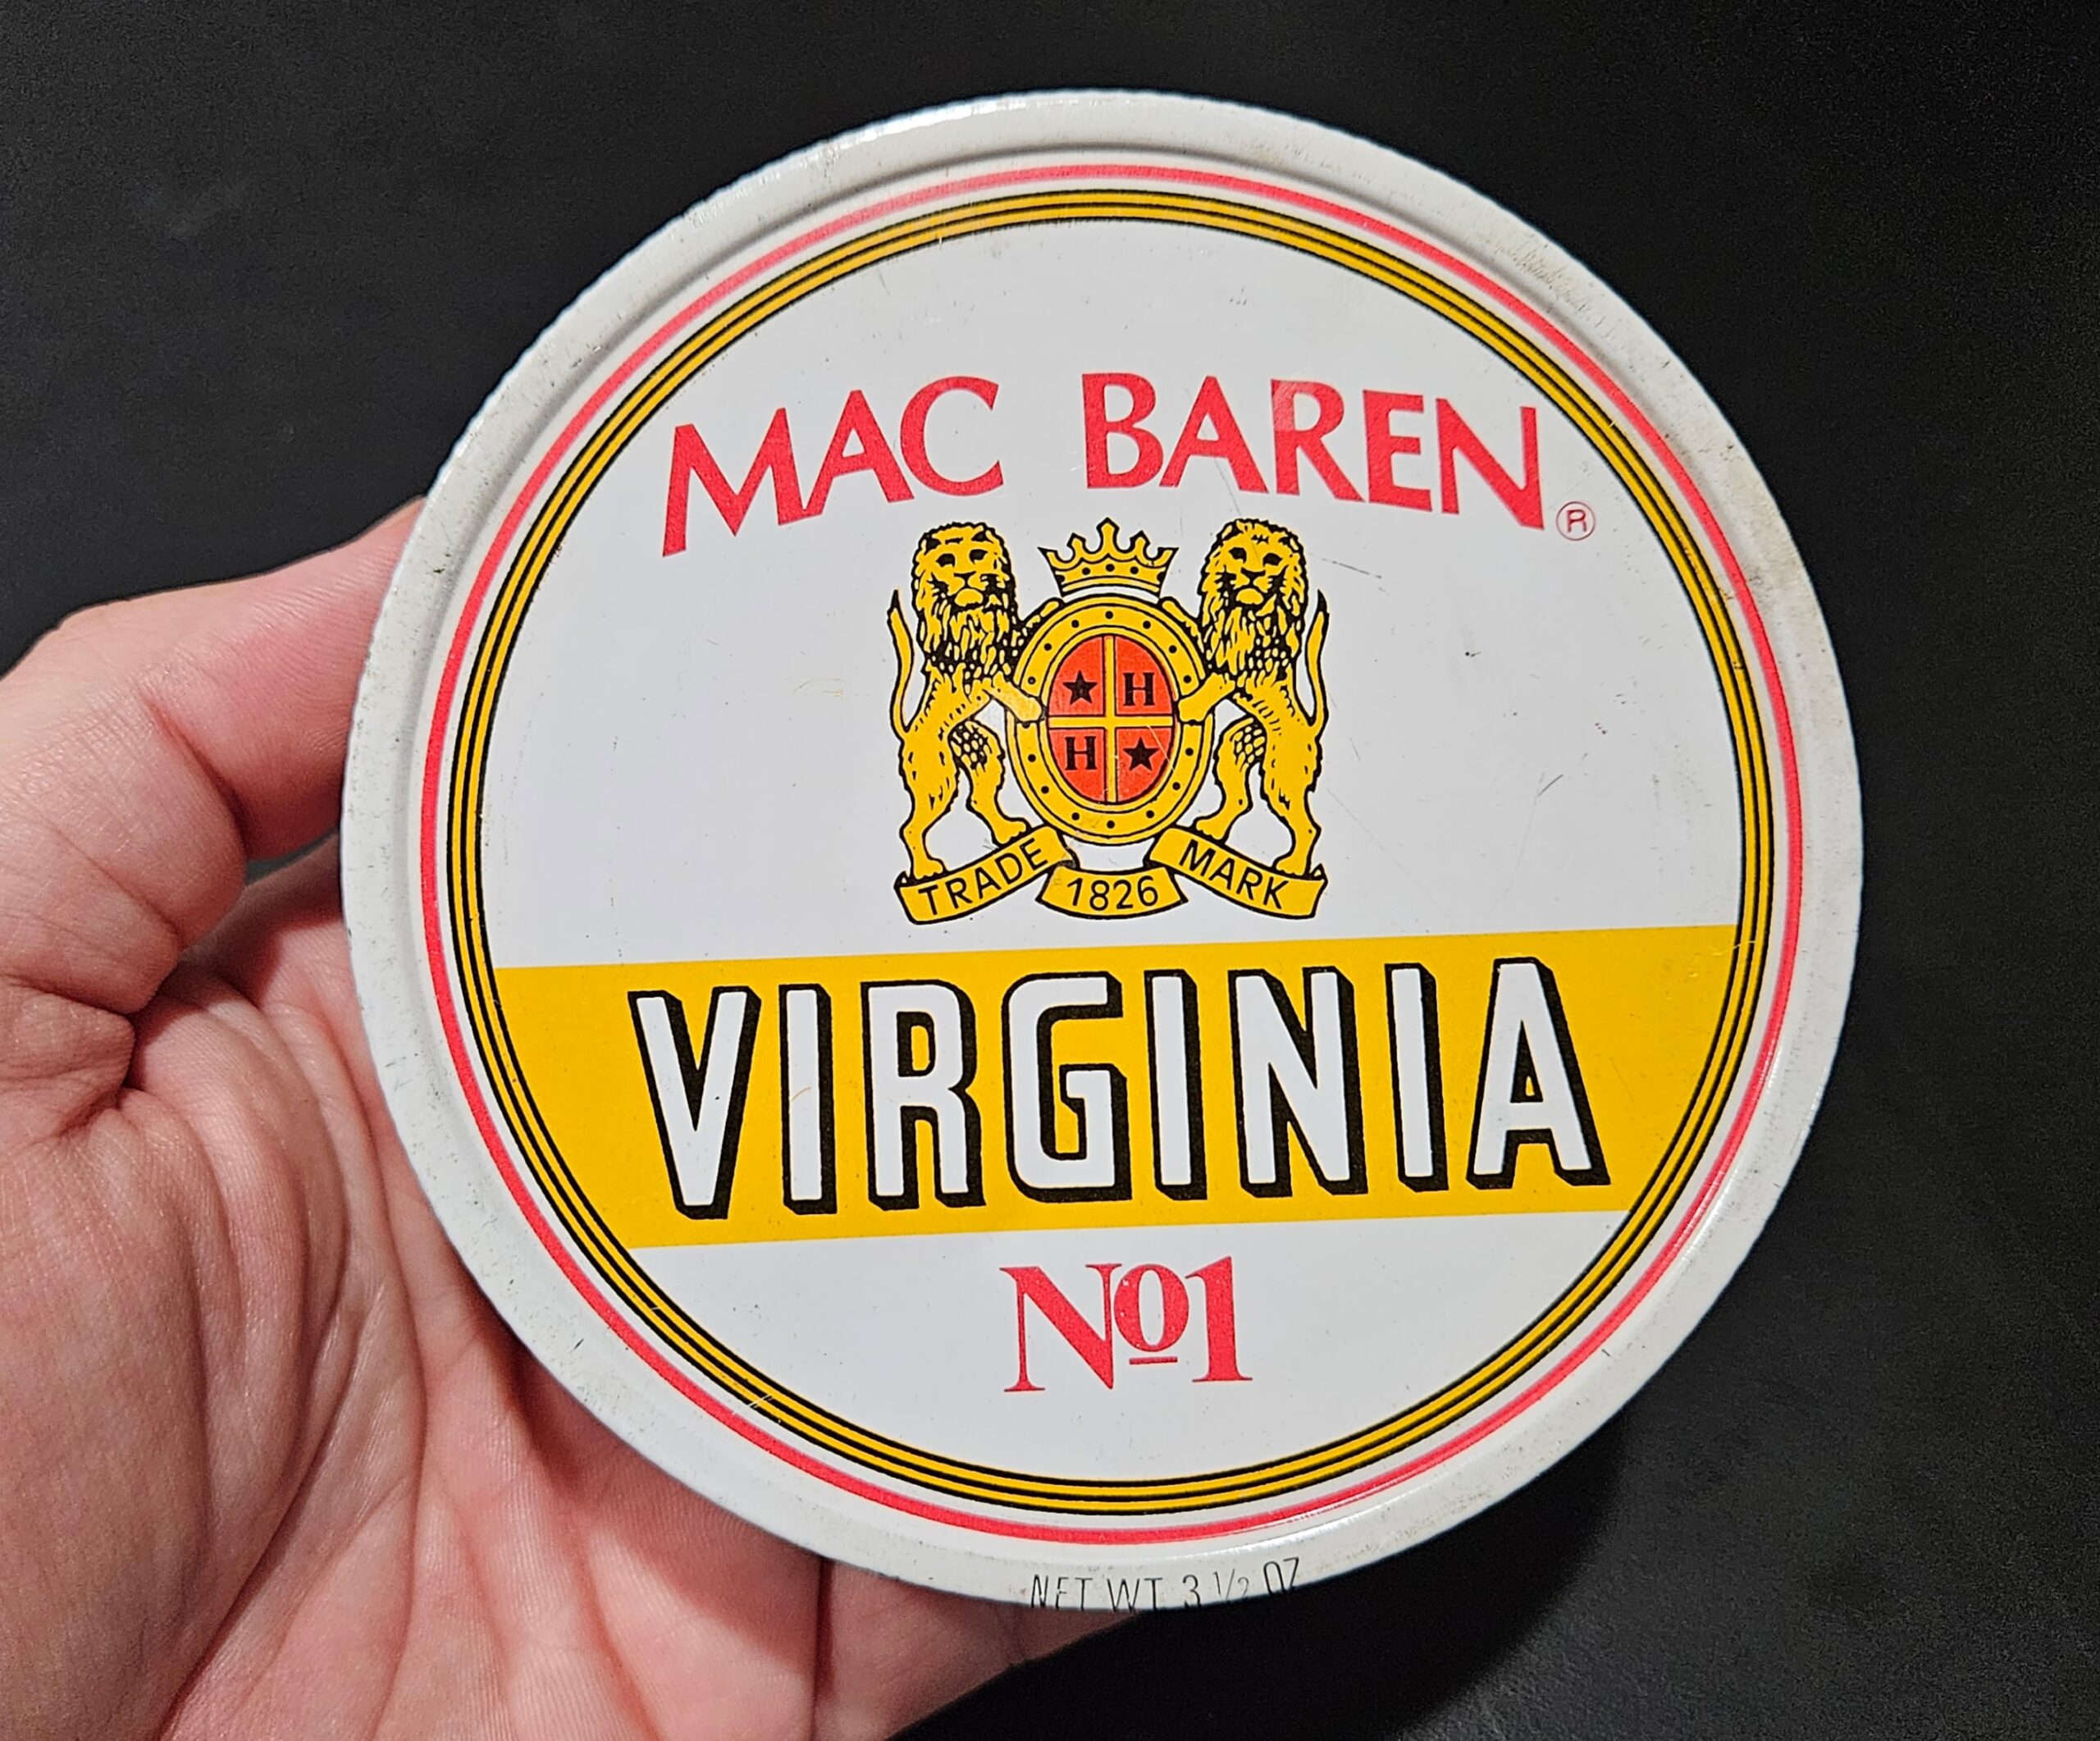 MAC BAREN®
★ H
H ★
TRADE 1826 MARK
VIRGINIA
Nº1
NET WT 3 1/2 OZ